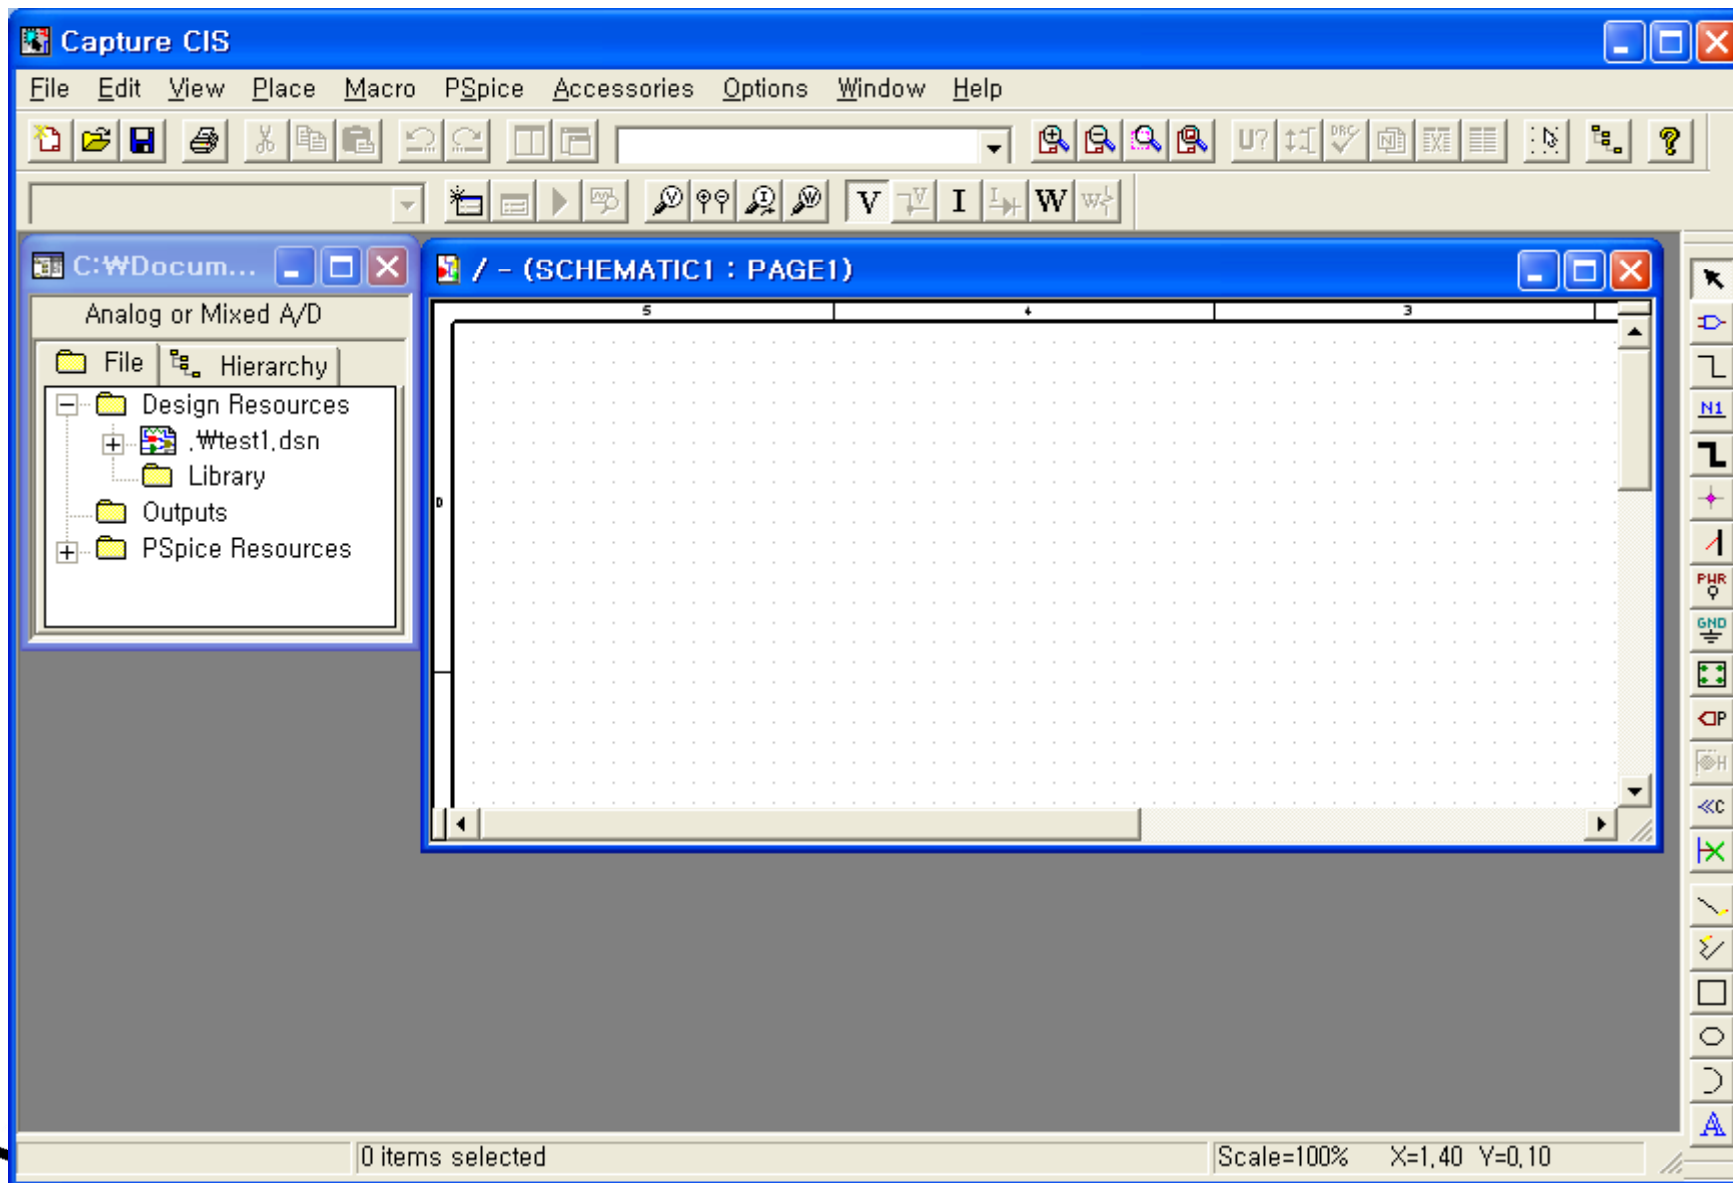 Capture CIS
File Edit View Place Macro PSpice Accessories Options Window Help
U? DRC
V I W V V I V I W W
C:₩Docum...
/ - (SCHEMATIC1 : PAGE1)
Analog or Mixed A/D
File Hierarchy
Design Resources
.₩test1.dsn
Library
Outputs
PSpice Resources
5 4 3
D
N1
PWR
GND
P
H
C
A
0 items selected
Scale=100% X=1.40 Y=0.10